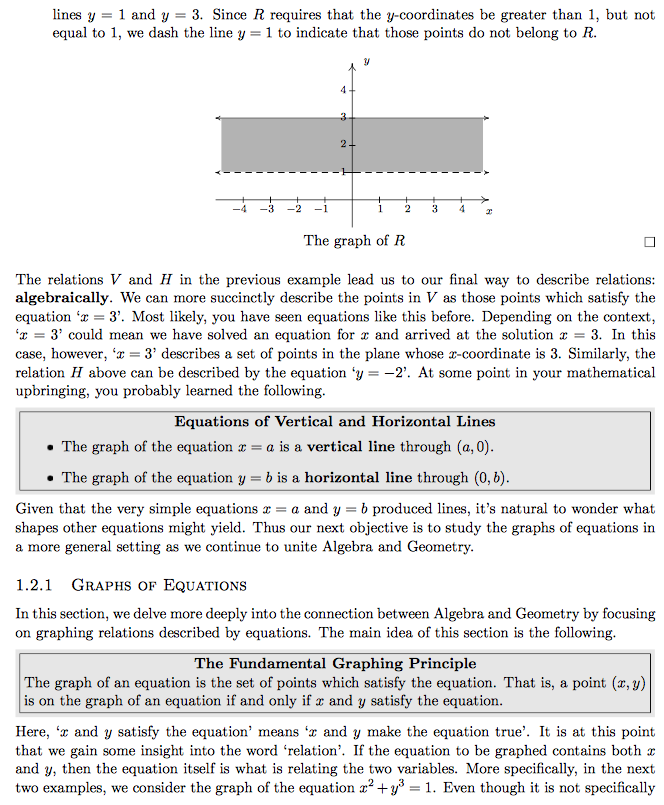 lines y = 1 and y = 3. Since R requires that the y-coordinates be greater than 1, but not
equal to 1, we dash the line y = 1 to indicate that those points do not belong to R.
y
4
3
2
1
−4 −3 −2 −1 1 2 3 4 x
The graph of R
The relations V and H in the previous example lead us to our final way to describe relations:
algebraically. We can more succinctly describe the points in V as those points which satisfy the
equation ‘x = 3’. Most likely, you have seen equations like this before. Depending on the context,
‘x = 3’ could mean we have solved an equation for x and arrived at the solution x = 3. In this
case, however, ‘x = 3’ describes a set of points in the plane whose x-coordinate is 3. Similarly, the
relation H above can be described by the equation ‘y = −2’. At some point in your mathematical
upbringing, you probably learned the following.
Equations of Vertical and Horizontal Lines
• The graph of the equation x = a is a vertical line through (a, 0).
• The graph of the equation y = b is a horizontal line through (0, b).
Given that the very simple equations x = a and y = b produced lines, it’s natural to wonder what
shapes other equations might yield. Thus our next objective is to study the graphs of equations in
a more general setting as we continue to unite Algebra and Geometry.
1.2.1 Graphs of Equations
In this section, we delve more deeply into the connection between Algebra and Geometry by focusing
on graphing relations described by equations. The main idea of this section is the following.
The Fundamental Graphing Principle
The graph of an equation is the set of points which satisfy the equation. That is, a point (x, y)
is on the graph of an equation if and only if x and y satisfy the equation.
Here, ‘x and y satisfy the equation’ means ‘x and y make the equation true’. It is at this point
that we gain some insight into the word ‘relation’. If the equation to be graphed contains both x
and y, then the equation itself is what is relating the two variables. More specifically, in the next
two examples, we consider the graph of the equation x² + y³ = 1. Even though it is not specifically